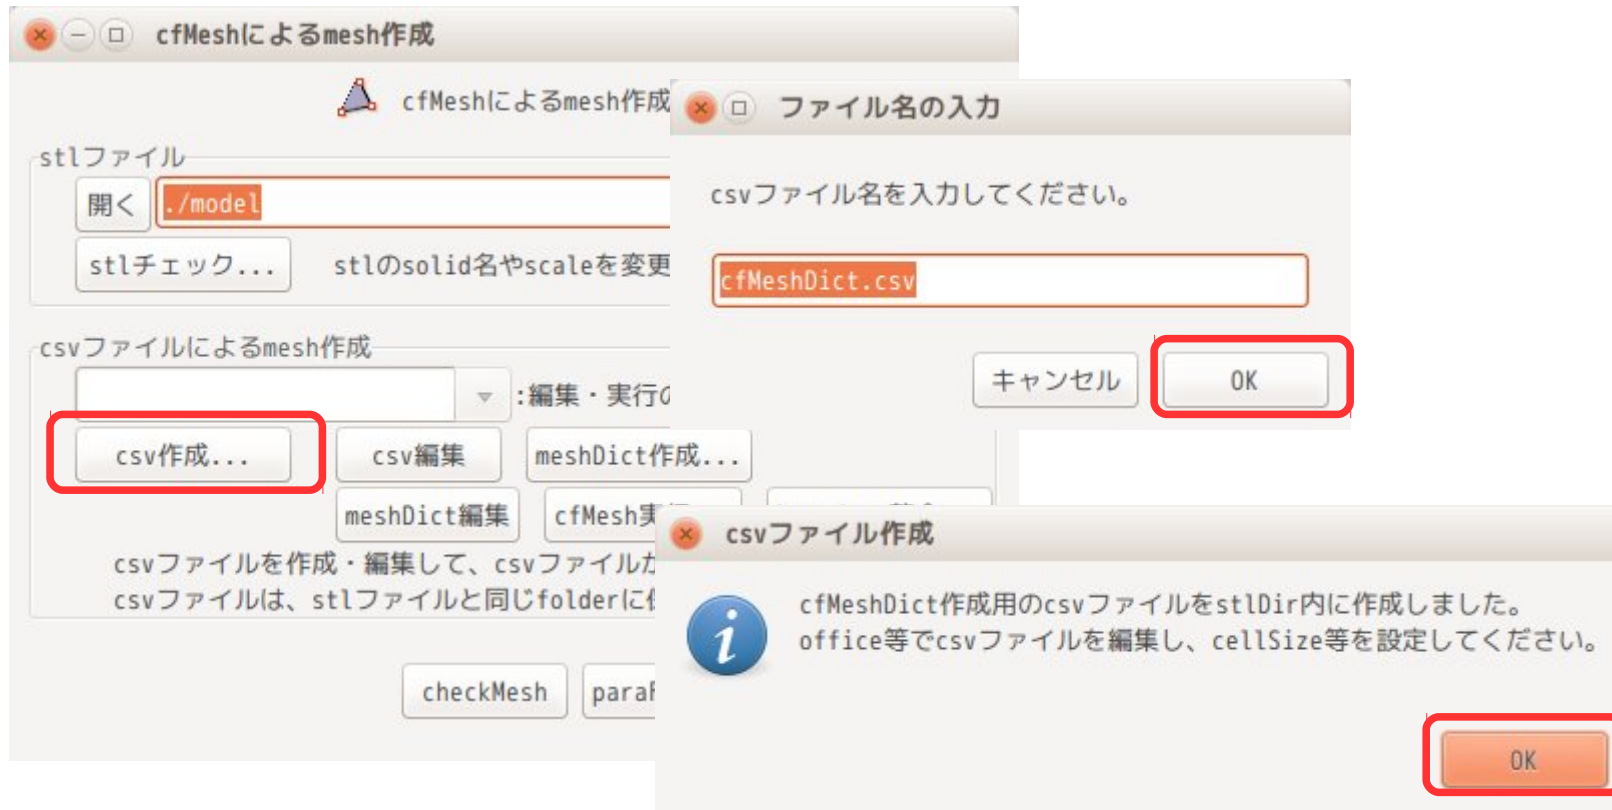 cfMeshによるmesh作成
cfMeshによるmesh作成
stlファイル
開く ./model
stlチェック... stlのsolid名やscaleを変更
csvファイルによるmesh作成
:編集・実行の
csv作成... csv編集 meshDict作成...
meshDict編集 cfMesh実
csvファイルを作成・編集して、csvファイルか
csvファイルは、stlファイルと同じfolderに
checkMesh para
ファイル名の入力
csvファイル名を入力してください。
cfMeshDict.csv
キャンセル OK
csvファイル作成
cfMeshDict作成用のcsvファイルをstlDir内に作成しました。
office等でcsvファイルを編集し、cellSize等を設定してください。
OK